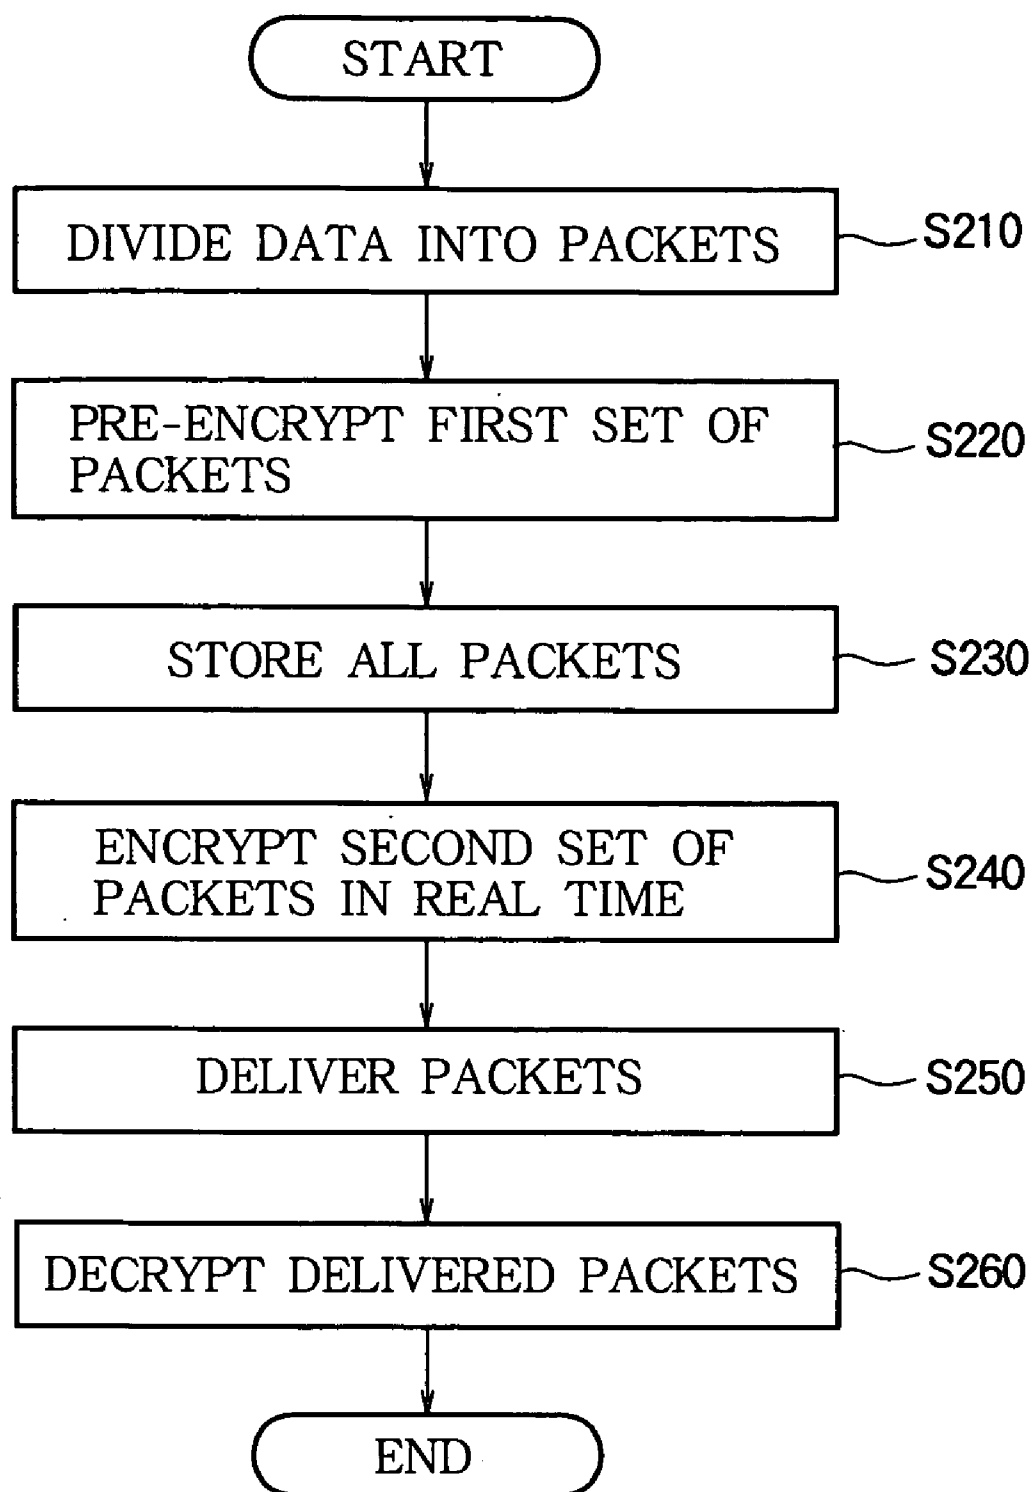 START
DIVIDE DATA INTO PACKETS
S210
PRE-ENCRYPT FIRST SET OF
PACKETS
S220
STORE ALL PACKETS
S230
ENCRYPT SECOND SET OF
PACKETS IN REAL TIME
S240
DELIVER PACKETS
S250
DECRYPT DELIVERED PACKETS
S260
END